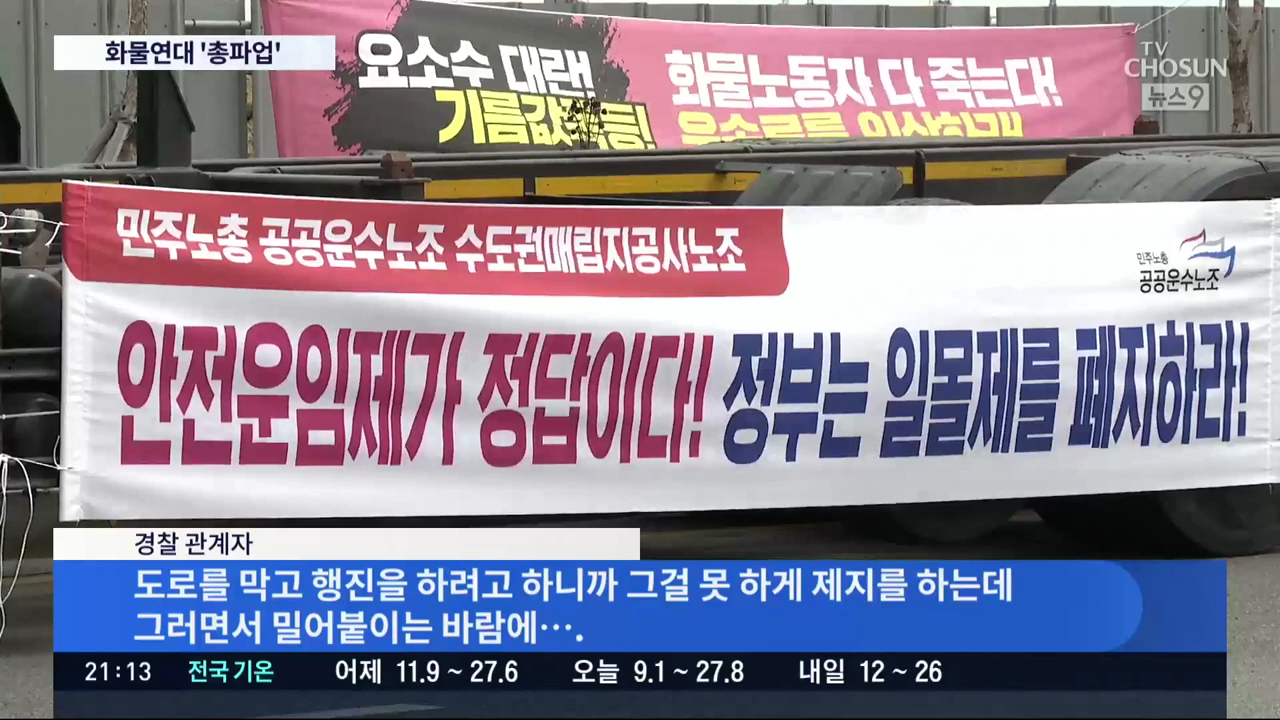 화물연대 '총파업'
TV
CHOSUN
뉴스9
요소수 대란!
화물노동자 다 죽는다!
민주노총 공공운수노조 수도권매립지공사노조
민주노총
공공운수노조
안전운임제가 정답이다! 정부는 일몰제를 폐지하라!
경찰 관계자
도로를 막고 행진을 하려고 하니까 그걸 못 하게 제지를 하는데
그러면서 밀어붙이는 바람에….
21:13 전국 기온 어제 11.9 ~ 27.6 오늘 9.1 ~ 27.8 내일 12 ~ 26